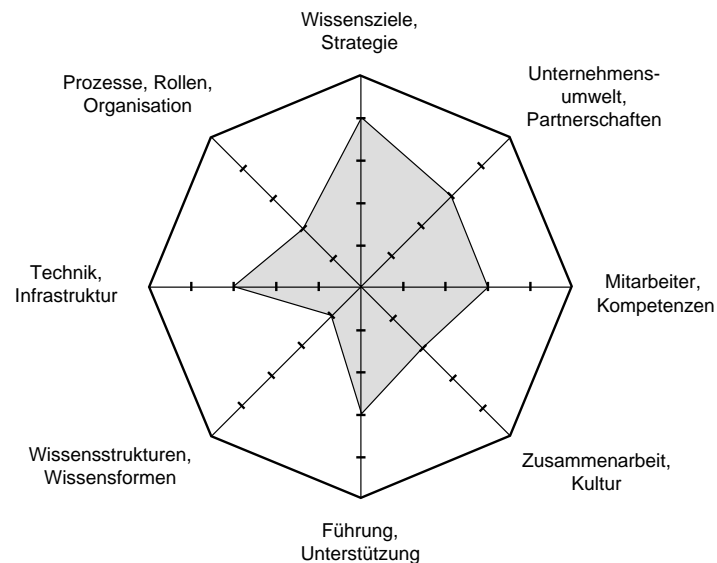 Wissensziele,
Strategie
Unternehmens-
umwelt,
Partnerschaften
Mitarbeiter,
Kompetenzen
Zusammenarbeit,
Kultur
Führung,
Unterstützung
Wissensstrukturen,
Wissensformen
Technik,
Infrastruktur
Prozesse, Rollen,
Organisation